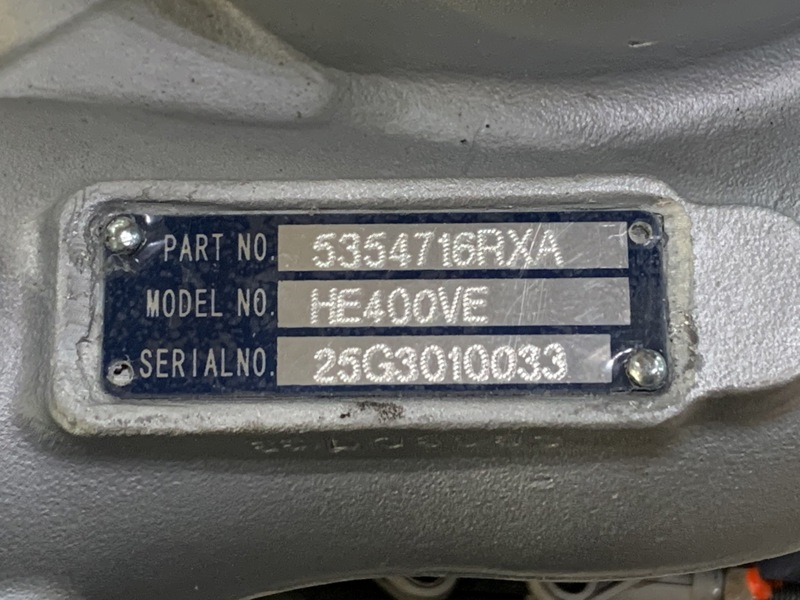 PART NO. 5354716RXA
MODEL NO. HE400VE
SERIALNO. 25G3010033